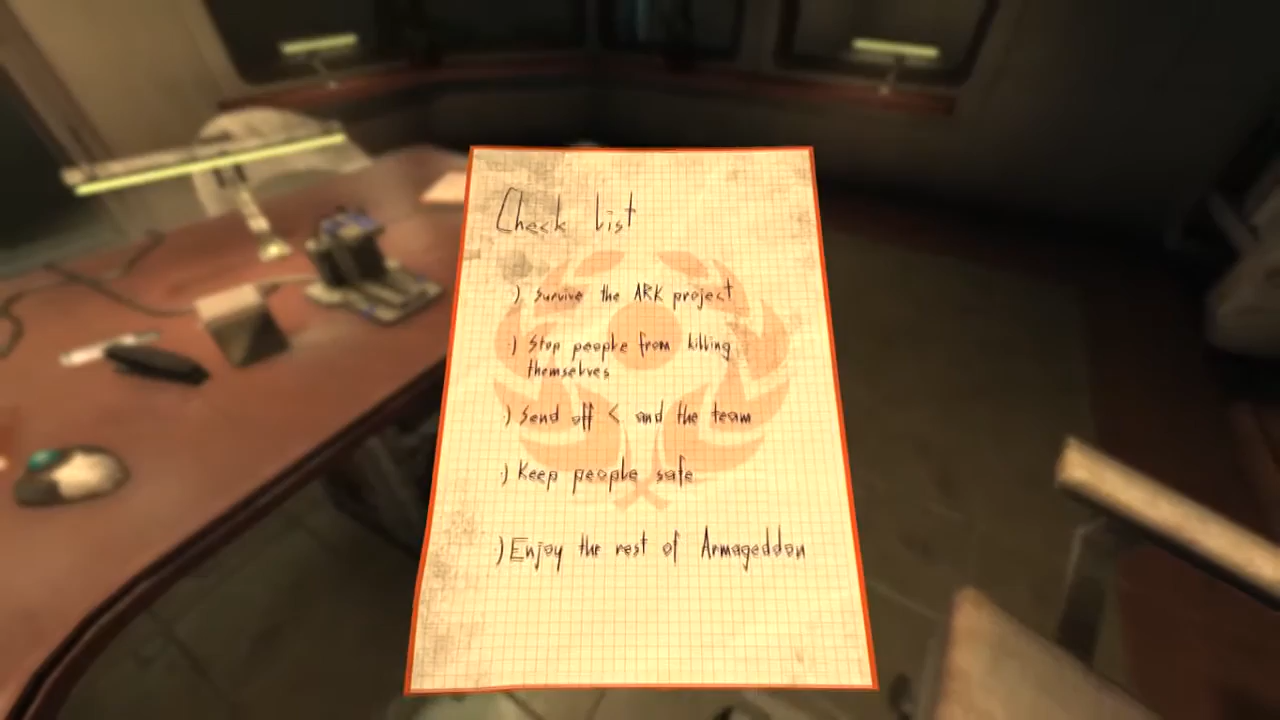 Check List
·) Survive the ARK project
·) Stop people from killing
themselves
·) Send off < and the team
·) Keep people safe
·) Enjoy the rest of Armageddon